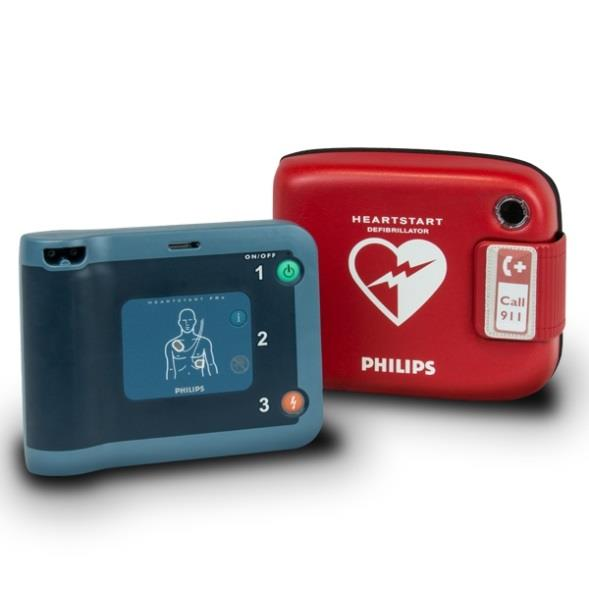 ON/OFF
1
HEARTSTART FRx
i
2
PHILIPS
3
HEARTSTART
DEFIBRILLATOR
PHILIPS
Call
911